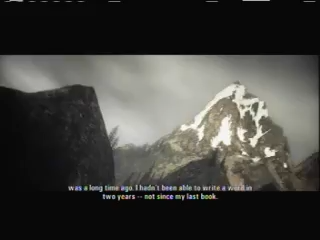 was a long time ago. I hadn't been able to write a word in
two years -- not since my last book.